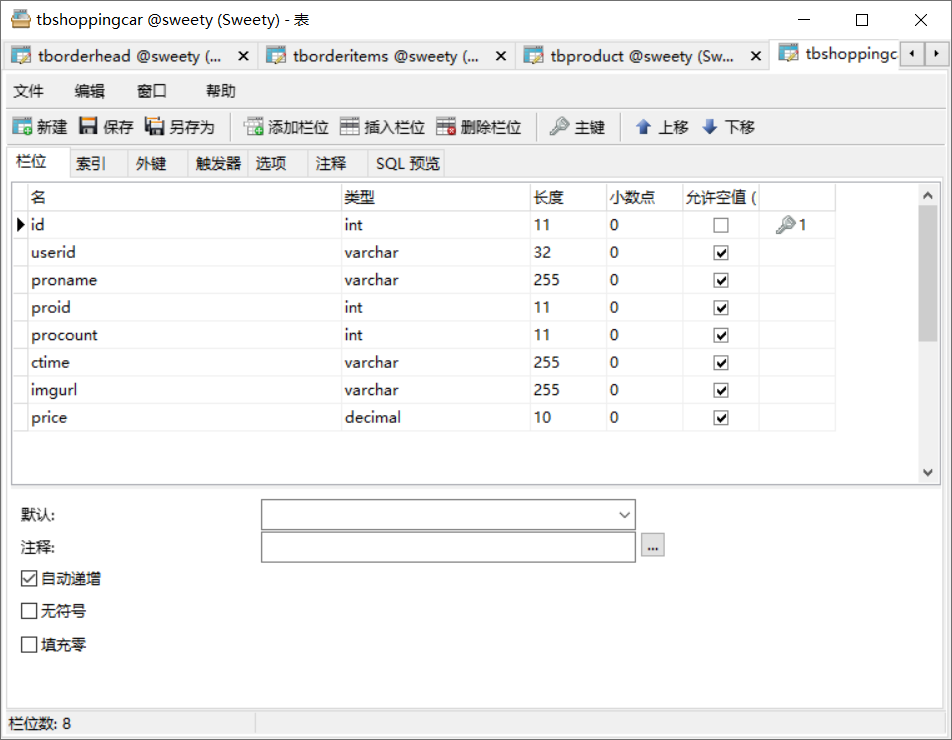 tbshoppingcar @sweety (Sweety) - 表
tborderhead @sweety (... tborderitems @sweety (... tbproduct @sweety (Sw... tbshoppingc
文件 编辑 窗口 帮助
新建 保存 另存为 添加栏位 插入栏位 删除栏位 主键 上移 下移
栏位 索引 外键 触发器 选项 注释 SQL 预览
名 类型 长度 小数点 允许空值 (
id int 11 0 1
userid varchar 32 0
proname varchar 255 0
proid int 11 0
procount int 11 0
ctime varchar 255 0
imgurl varchar 255 0
price decimal 10 0
默认:
注释: ...
自动递增
无符号
填充零
栏位数: 8